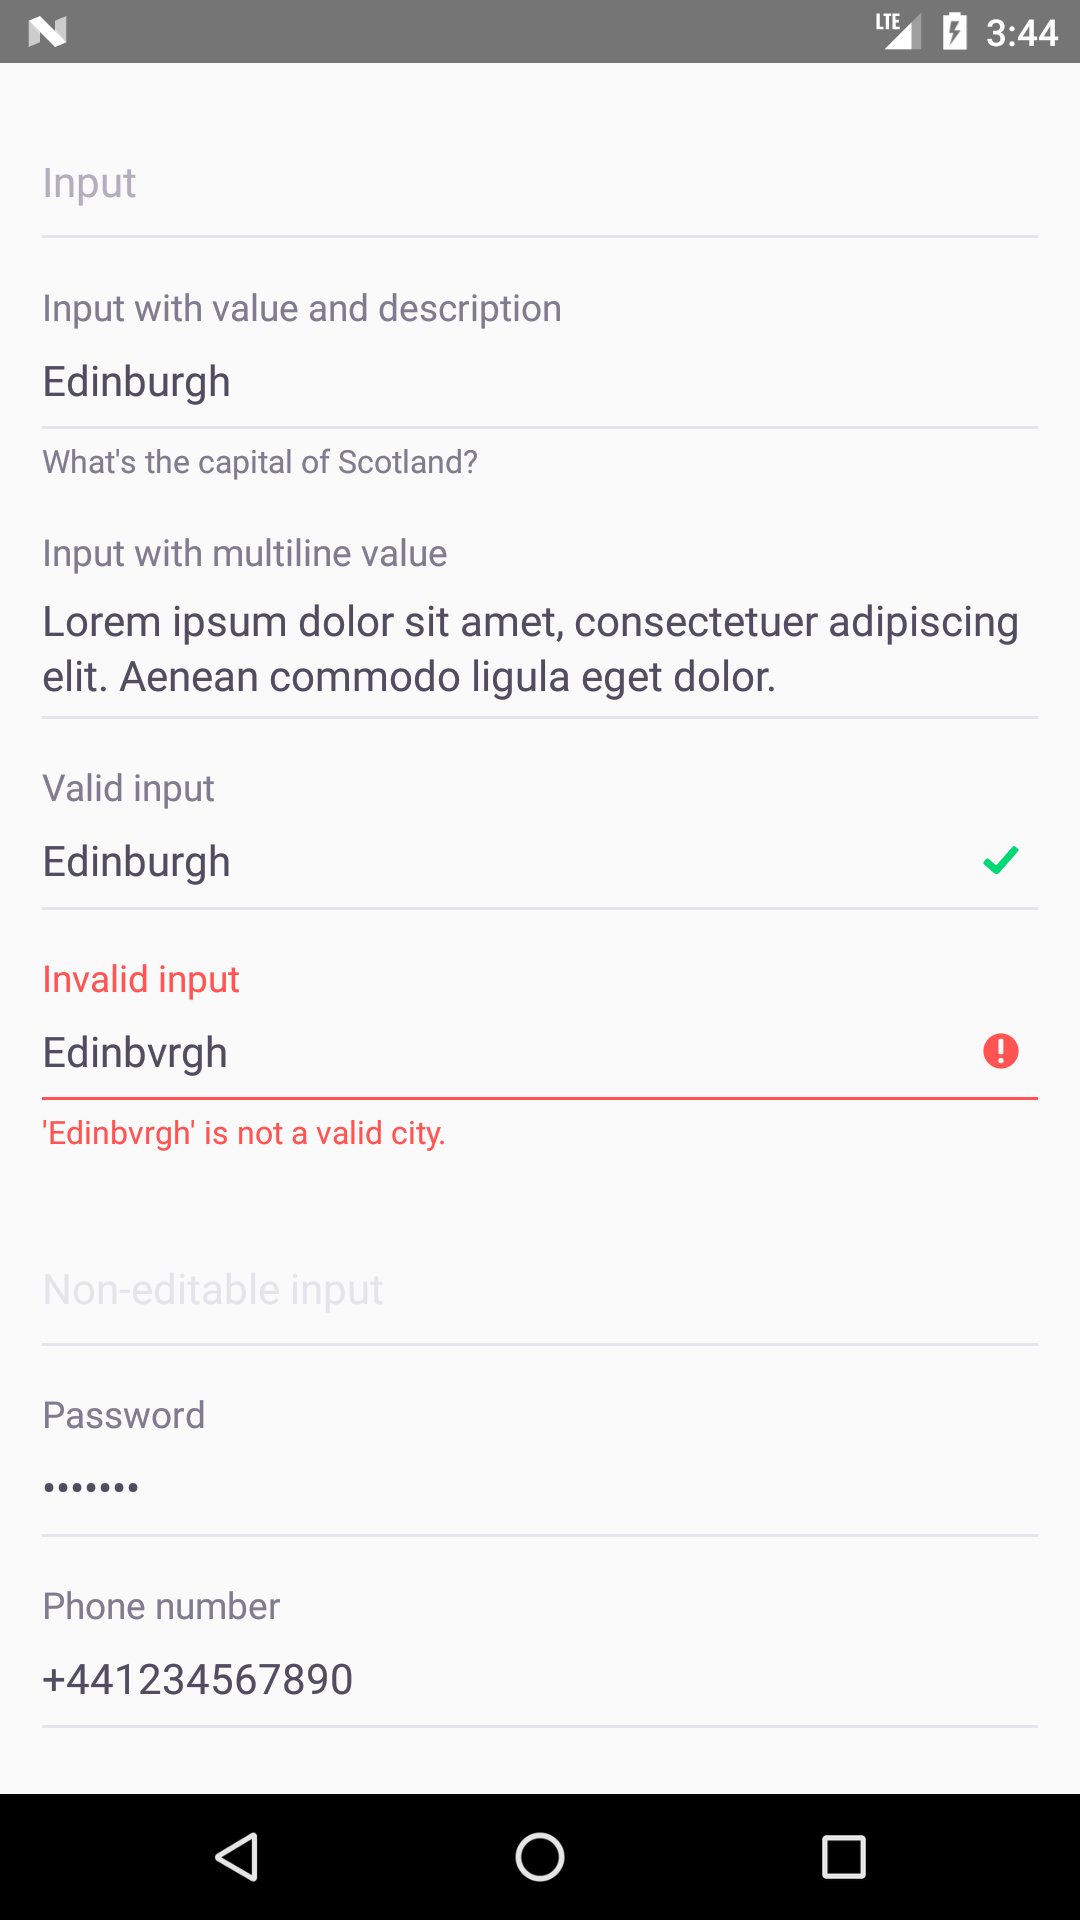 LTE 3:44
Input
Input with value and description
Edinburgh
What's the capital of Scotland?
Input with multiline value
Lorem ipsum dolor sit amet, consectetuer adipiscing
elit. Aenean commodo ligula eget dolor.
Valid input
Edinburgh
Invalid input
Edinbvrgh
'Edinbvrgh' is not a valid city.
Non-editable input
Password
•••••••
Phone number
+441234567890